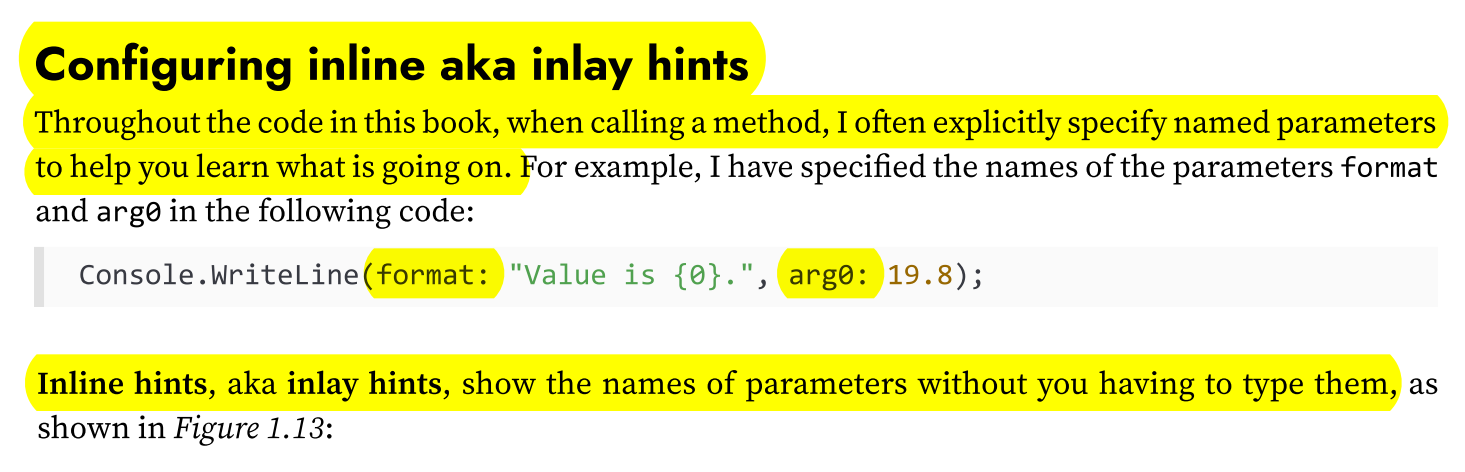 Configuring inline aka inlay hints
Throughout the code in this book, when calling a method, I often explicitly specify named parameters
to help you learn what is going on. For example, I have specified the names of the parameters format
and arg0 in the following code:
Console.WriteLine(format: "Value is {0}.", arg0: 19.8);
Inline hints, aka inlay hints, show the names of parameters without you having to type them, as
shown in Figure 1.13: